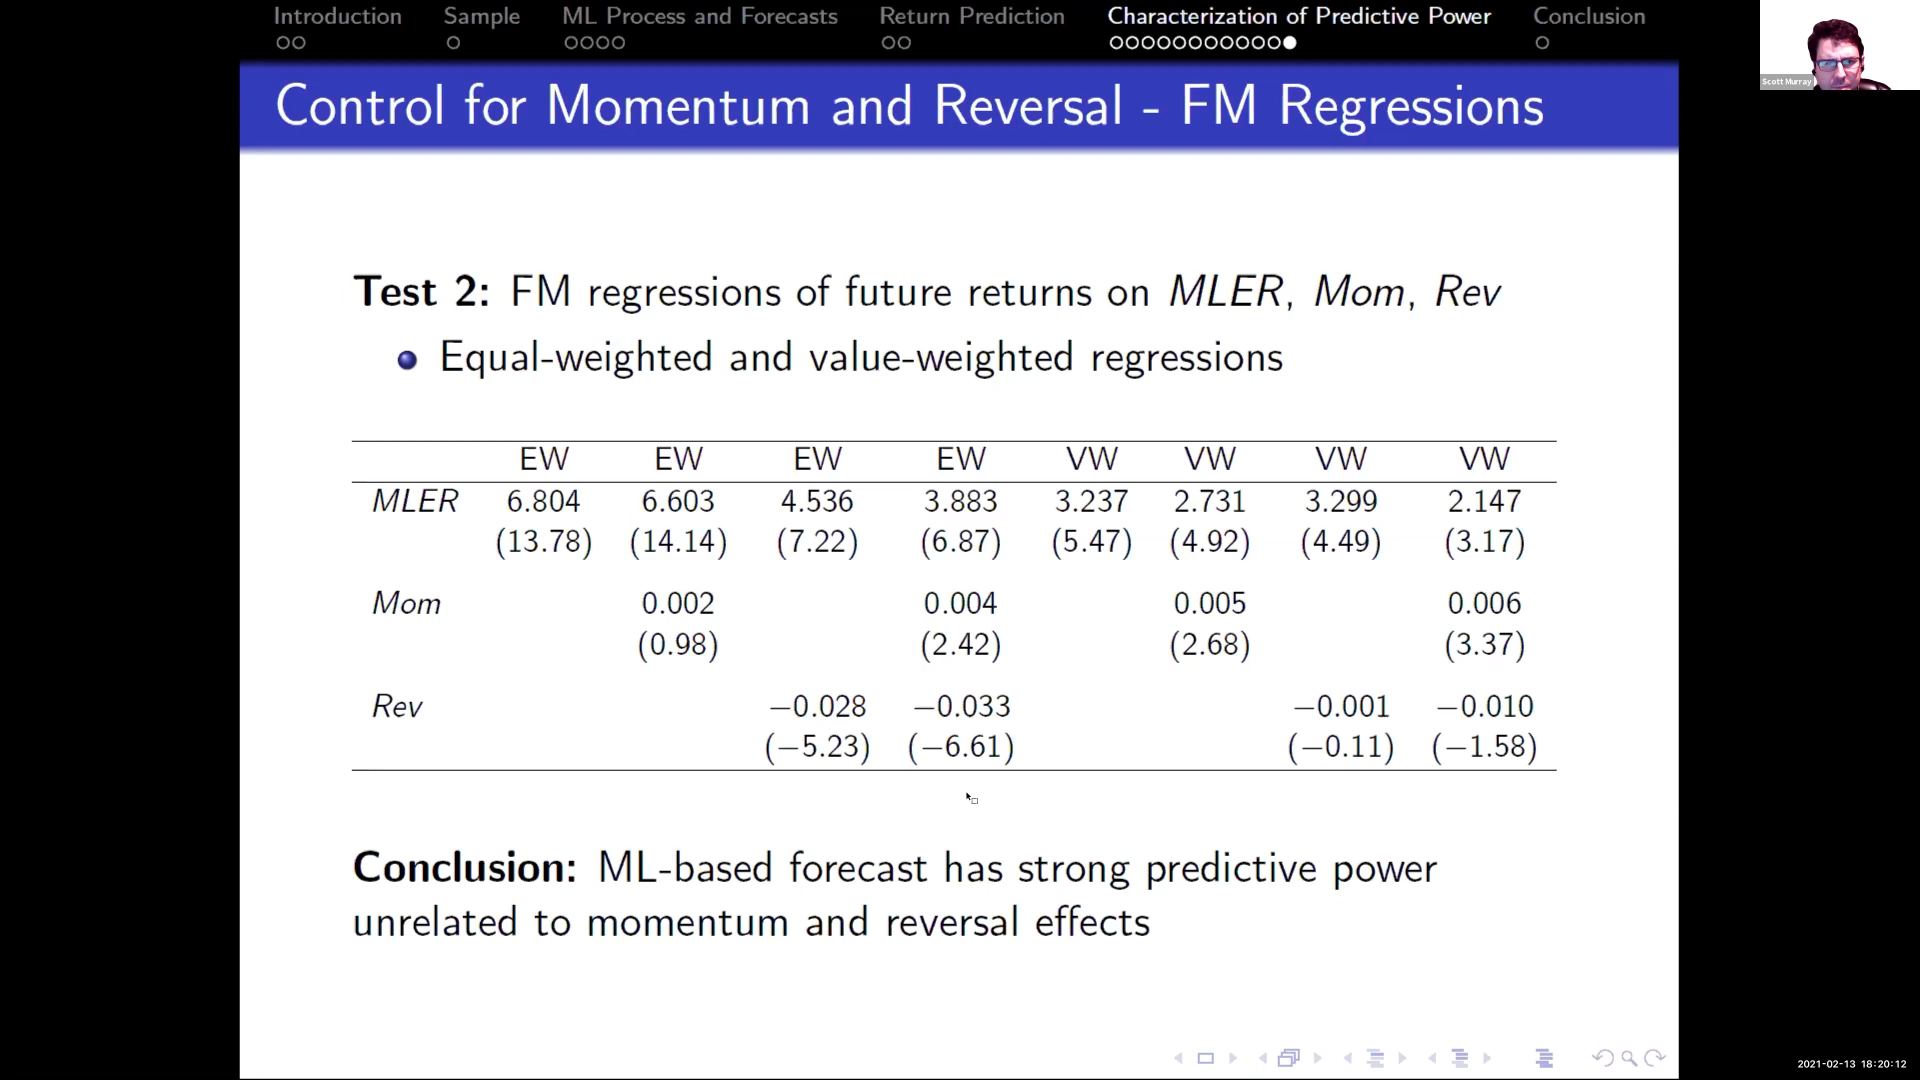 Introduction Sample ML Process and Forecasts Return Prediction Characterization of Predictive Power Conclusion
Control for Momentum and Reversal - FM Regressions
Scott Murray
Test 2: FM regressions of future returns on MLER, Mom, Rev
Equal-weighted and value-weighted regressions
EW EW EW EW VW VW VW VW
MLER 6.804 6.603 4.536 3.883 3.237 2.731 3.299 2.147
(13.78) (14.14) (7.22) (6.87) (5.47) (4.92) (4.49) (3.17)
Mom 0.002 0.004 0.005 0.006
(0.98) (2.42) (2.68) (3.37)
Rev −0.028 −0.033 −0.001 −0.010
(−5.23) (−6.61) (−0.11) (−1.58)
Conclusion: ML-based forecast has strong predictive power
unrelated to momentum and reversal effects
2021-02-13 18:20:12